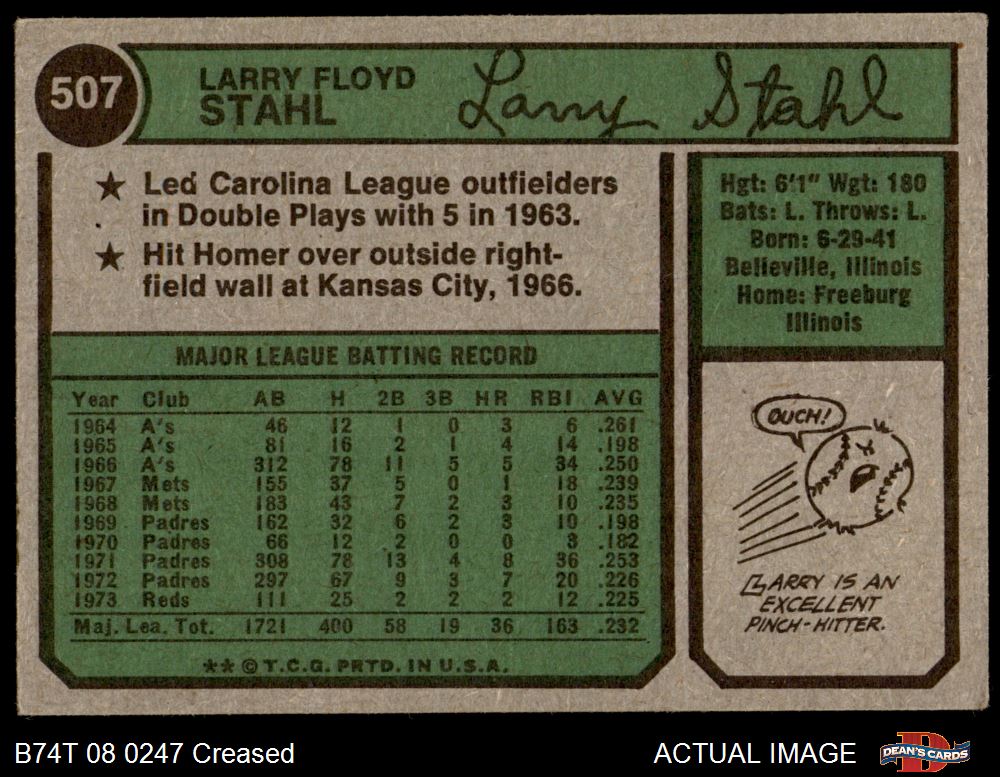 507
LARRY FLOYD
STAHL
Larry Stahl
★ Led Carolina League outfielders
in Double Plays with 5 in 1963.
★ Hit Homer over outside right-
field wall at Kansas City, 1966.
Hgt: 6'1" Wgt: 180
Bats: L. Throws: L.
Born: 6-29-41
Belleville, Illinois
Home: Freeburg
Illinois
MAJOR LEAGUE BATTING RECORD
Year Club AB H 2B 3B HR RBI AVG
1964 A's 46 12 1 0 3 6 .261
1965 A's 81 16 2 1 4 14 .198
1966 A's 312 78 11 5 5 34 .250
1967 Mets 155 37 5 0 1 18 .239
1968 Mets 183 43 7 2 3 10 .235
1969 Padres 162 32 6 2 3 10 .198
1970 Padres 66 12 2 0 0 3 .182
1971 Padres 308 78 13 4 8 36 .253
1972 Padres 297 67 9 3 7 20 .226
1973 Reds 111 25 2 2 2 12 .225
Maj. Lea. Tot. 1721 400 58 19 36 163 .232
** © T.C.G. PRTD. IN U.S.A.
OUCH!
LARRY IS AN
EXCELLENT
PINCH-HITTER.
B74T 08 0247 Creased
ACTUAL IMAGE
DEAN'S CARDS